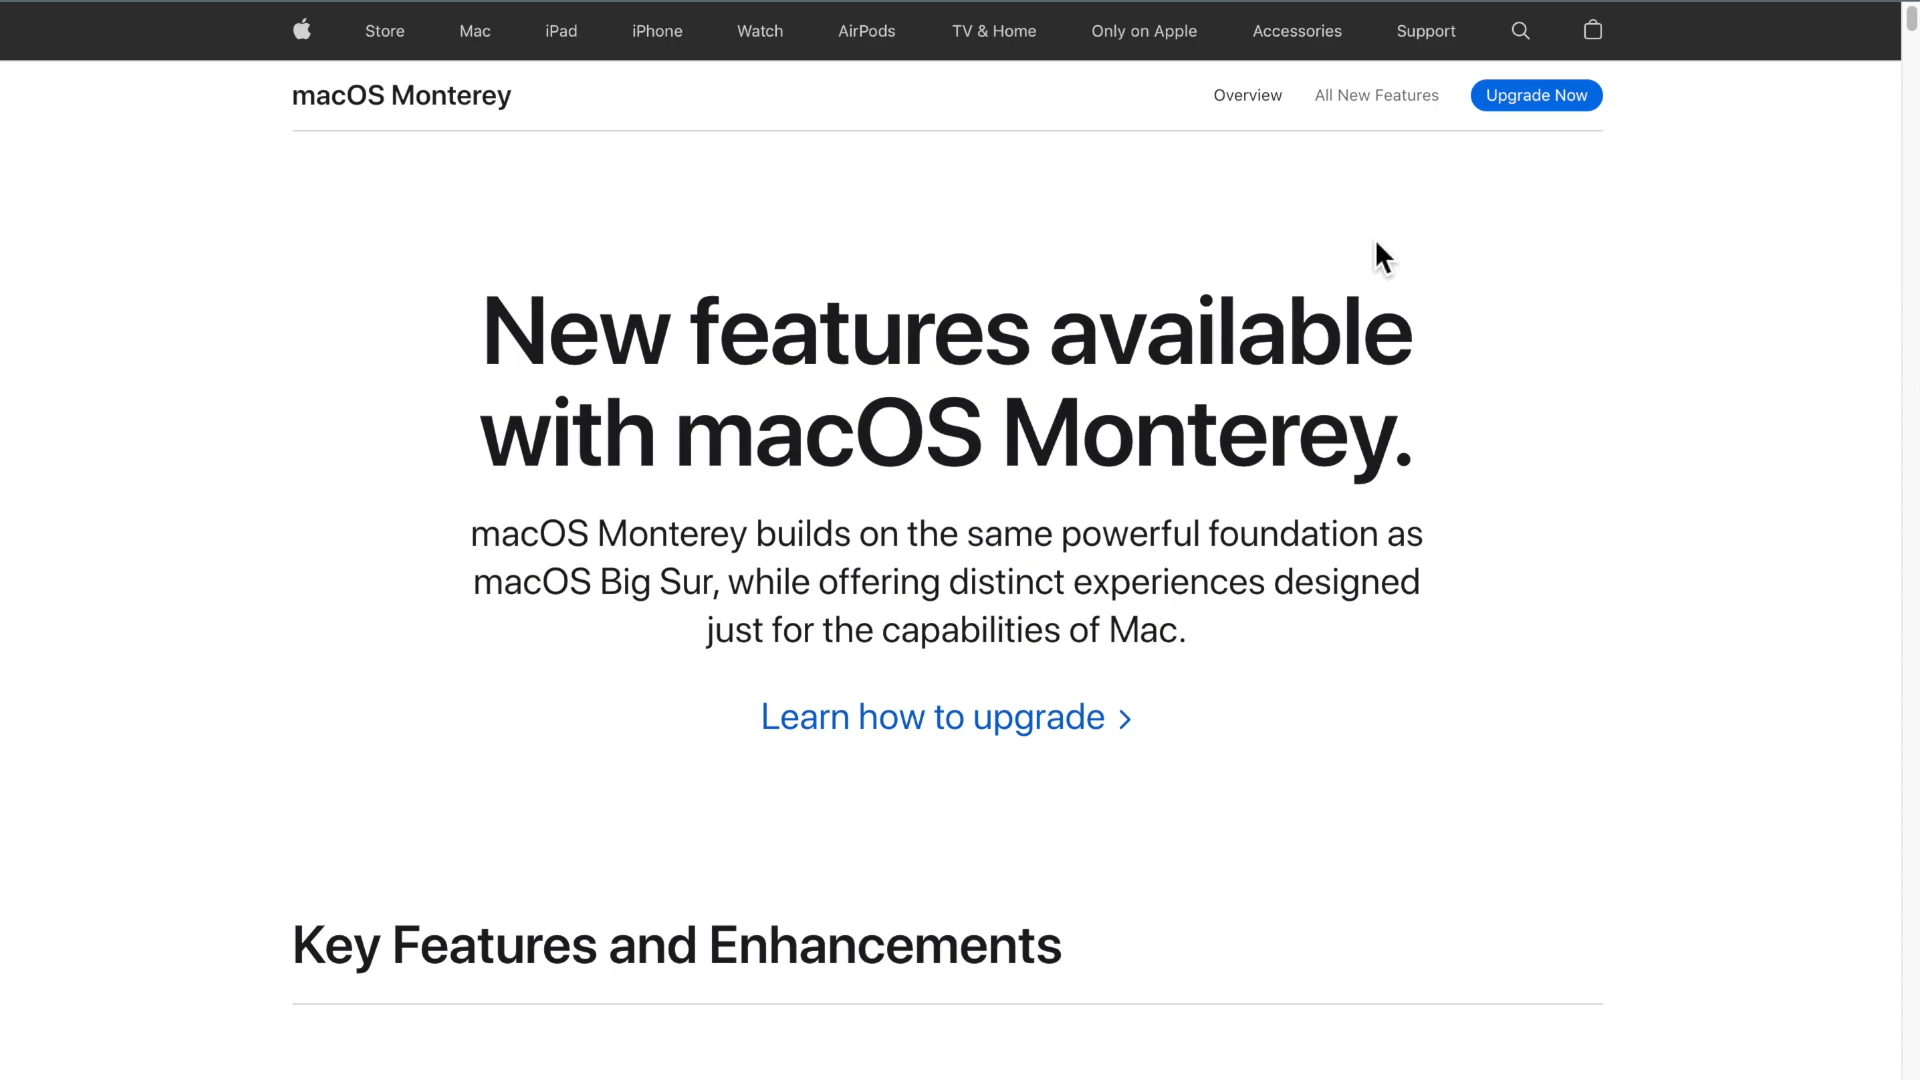 Store Mac iPad iPhone Watch AirPods TV & Home Only on Apple Accessories Support
macOS Monterey Overview All New Features Upgrade Now
New features available
with macOS Monterey.
macOS Monterey builds on the same powerful foundation as
macOS Big Sur, while offering distinct experiences designed
just for the capabilities of Mac.
Learn how to upgrade >
Key Features and Enhancements